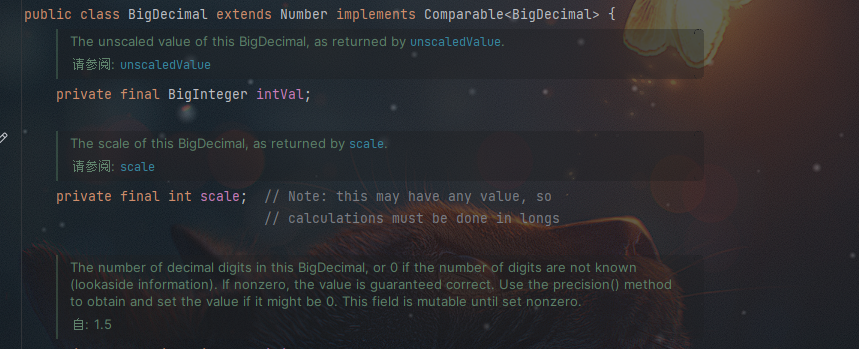 public class BigDecimal extends Number implements Comparable<BigDecimal> {
The unscaled value of this BigDecimal, as returned by unscaledValue.
请参阅: unscaledValue
private final BigInteger intVal;
The scale of this BigDecimal, as returned by scale.
请参阅: scale
private final int scale;  // Note: this may have any value, so
// calculations must be done in longs
The number of decimal digits in this BigDecimal, or 0 if the number of digits are not known
(lookaside information). If nonzero, the value is guaranteed correct. Use the precision() method
to obtain and set the value if it might be 0. This field is mutable until set nonzero.
自: 1.5